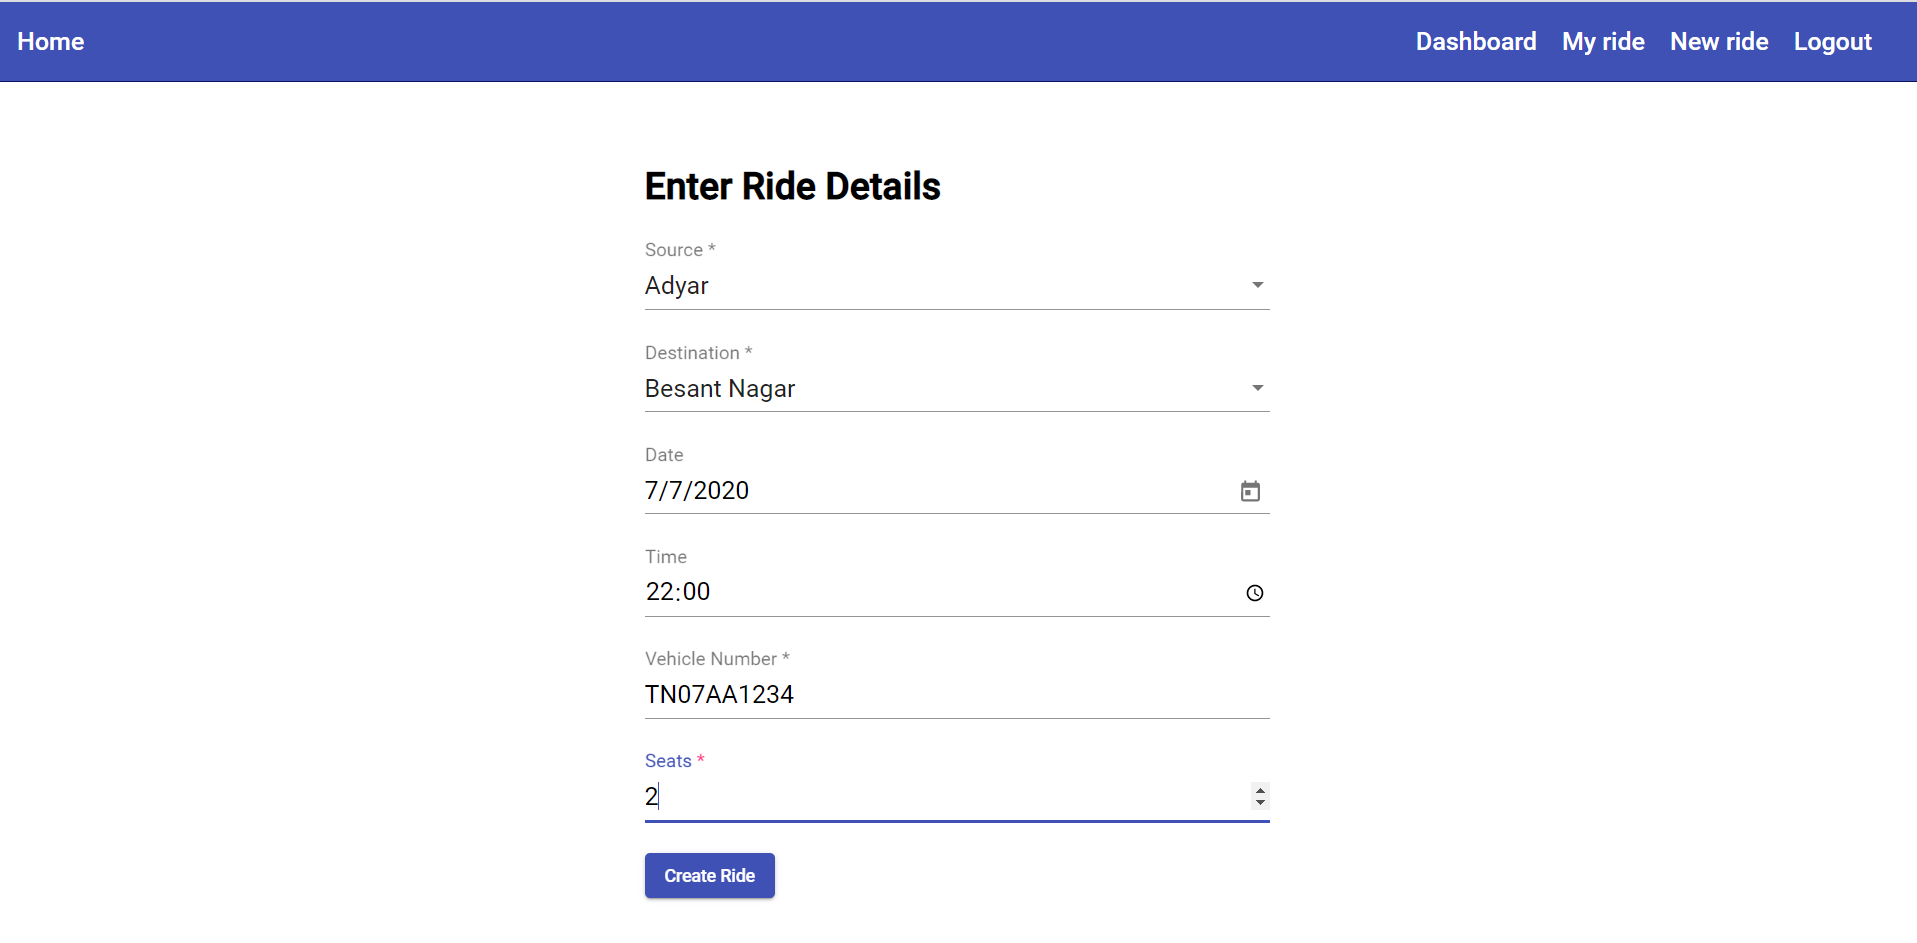 Home Dashboard My ride New ride Logout
Enter Ride Details
Source *
Adyar
Destination *
Besant Nagar
Date
7/7/2020
Time
22:00
Vehicle Number *
TN07AA1234
Seats *
2
Create Ride